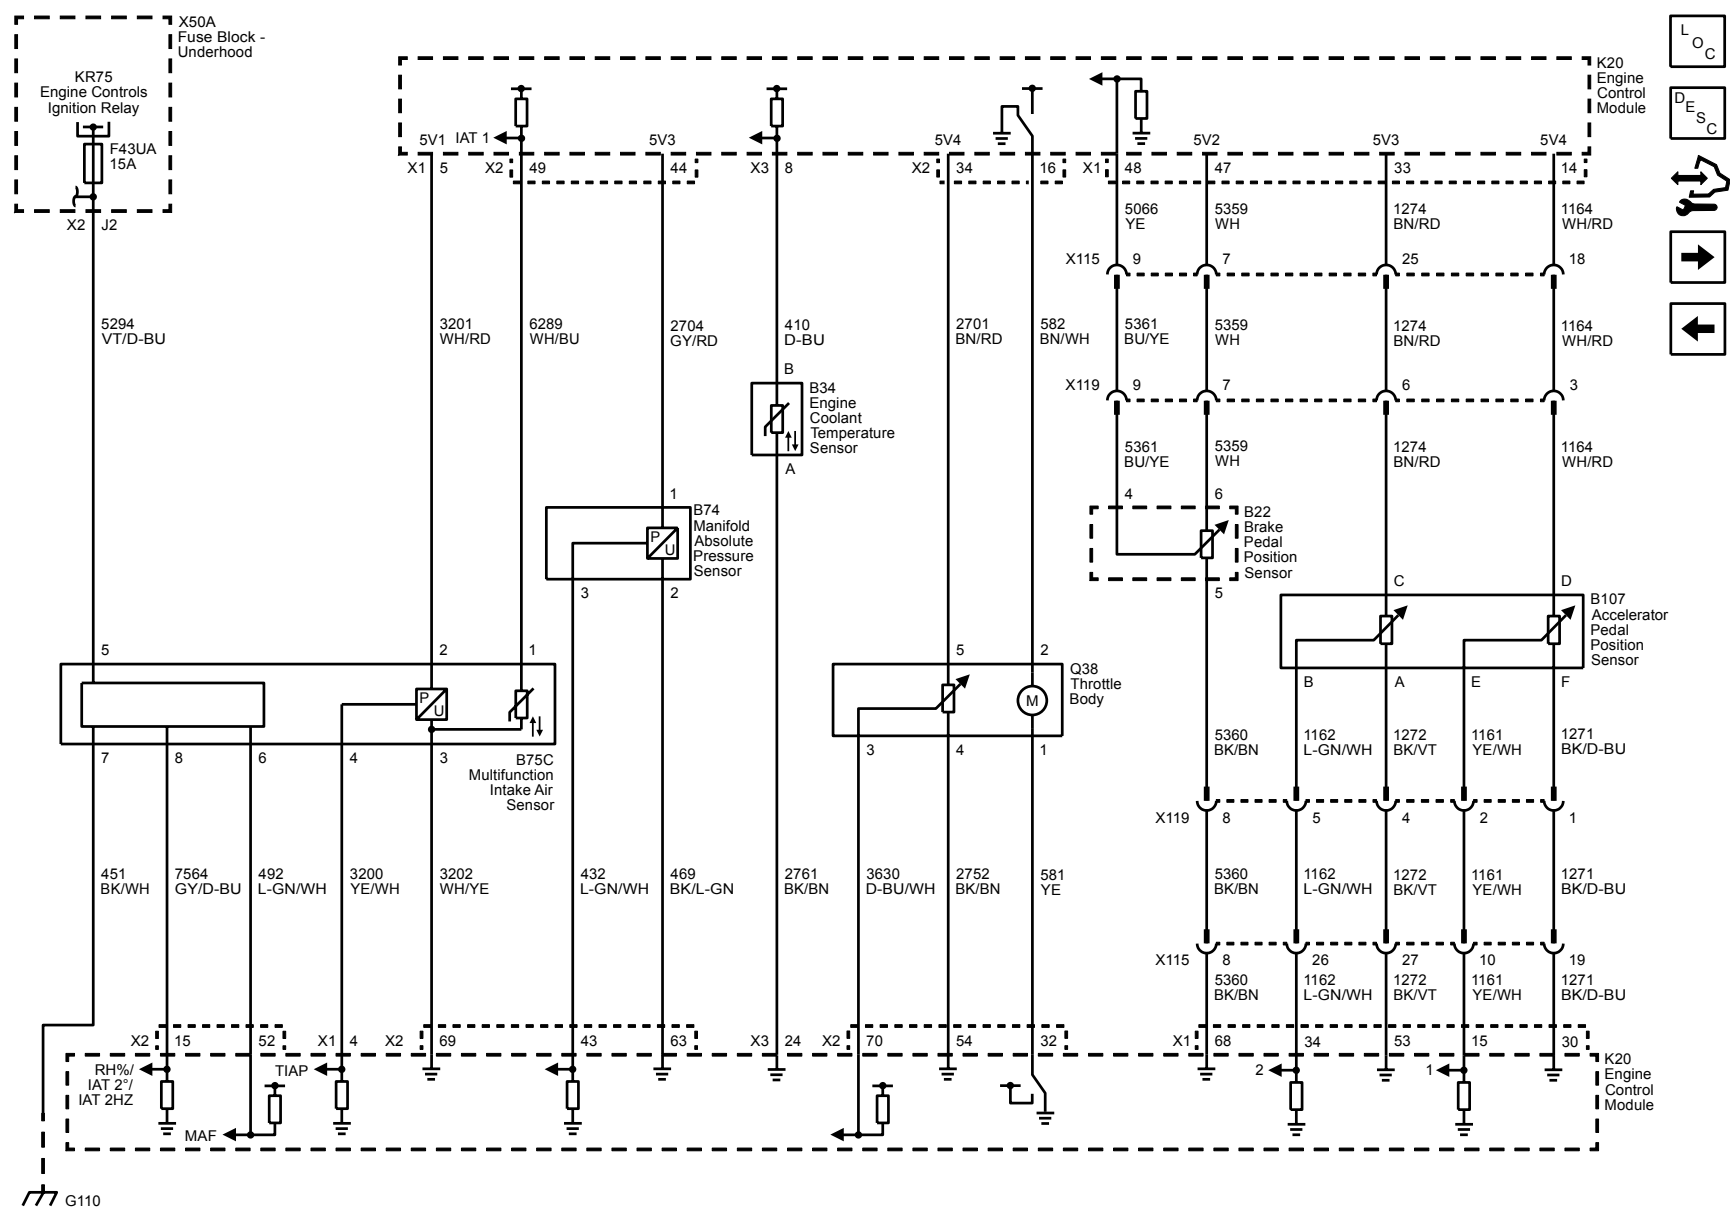 X50A
Fuse Block -
Underhood
KR75
Engine Controls
Ignition Relay
F43UA
15A
X2 J2
K20
Engine
Control
Module
L O C
D E S C
5V1 IAT 1 5V3 5V4 5V2 5V3 5V4
X1 5 X2 49 44 X3 8 X2 34 16 X1 48 47 33 14
5066
YE
5359
WH
1274
BN/RD
1164
WH/RD
X115 9 7 25 18
5294
VT/D-BU
3201
WH/RD
6289
WH/BU
2704
GY/RD
410
D-BU
2701
BN/RD
582
BN/WH
5361
BU/YE
5359
WH
1274
BN/RD
1164
WH/RD
X119 9 7 6 3
B
B34
Engine
Coolant
Temperature
Sensor
A
5361
BU/YE
5359
WH
1274
BN/RD
1164
WH/RD
1
B74
Manifold
Absolute
Pressure
Sensor
P
U
3 2
4 6
B22
Brake
Pedal
Position
Sensor
5
C D
B107
Accelerator
Pedal
Position
Sensor
B A E F
5 2 1
P
U
7 8 6 4 3
B75C
Multifunction
Intake Air
Sensor
5 2
Q38
Throttle
Body
M
3 4 1
5360
BK/BN
1162
L-GN/WH
1272
BK/VT
1161
YE/WH
1271
BK/D-BU
X119 8 5 4 2 1
451
BK/WH
7564
GY/D-BU
492
L-GN/WH
3200
YE/WH
3202
WH/YE
432
L-GN/WH
469
BK/L-GN
2761
BK/BN
3630
D-BU/WH
2752
BK/BN
581
YE
5360
BK/BN
1162
L-GN/WH
1272
BK/VT
1161
YE/WH
1271
BK/D-BU
X115 8 26 27 10 19
5360
BK/BN
1162
L-GN/WH
1272
BK/VT
1161
YE/WH
1271
BK/D-BU
X2 15 52 X1 4 X2 69 43 63 X3 24 X2 70 54 32 X1 68 34 53 15 30
RH%/
IAT 2°/
IAT 2HZ
TIAP
MAF
2 1
K20
Engine
Control
Module
G110